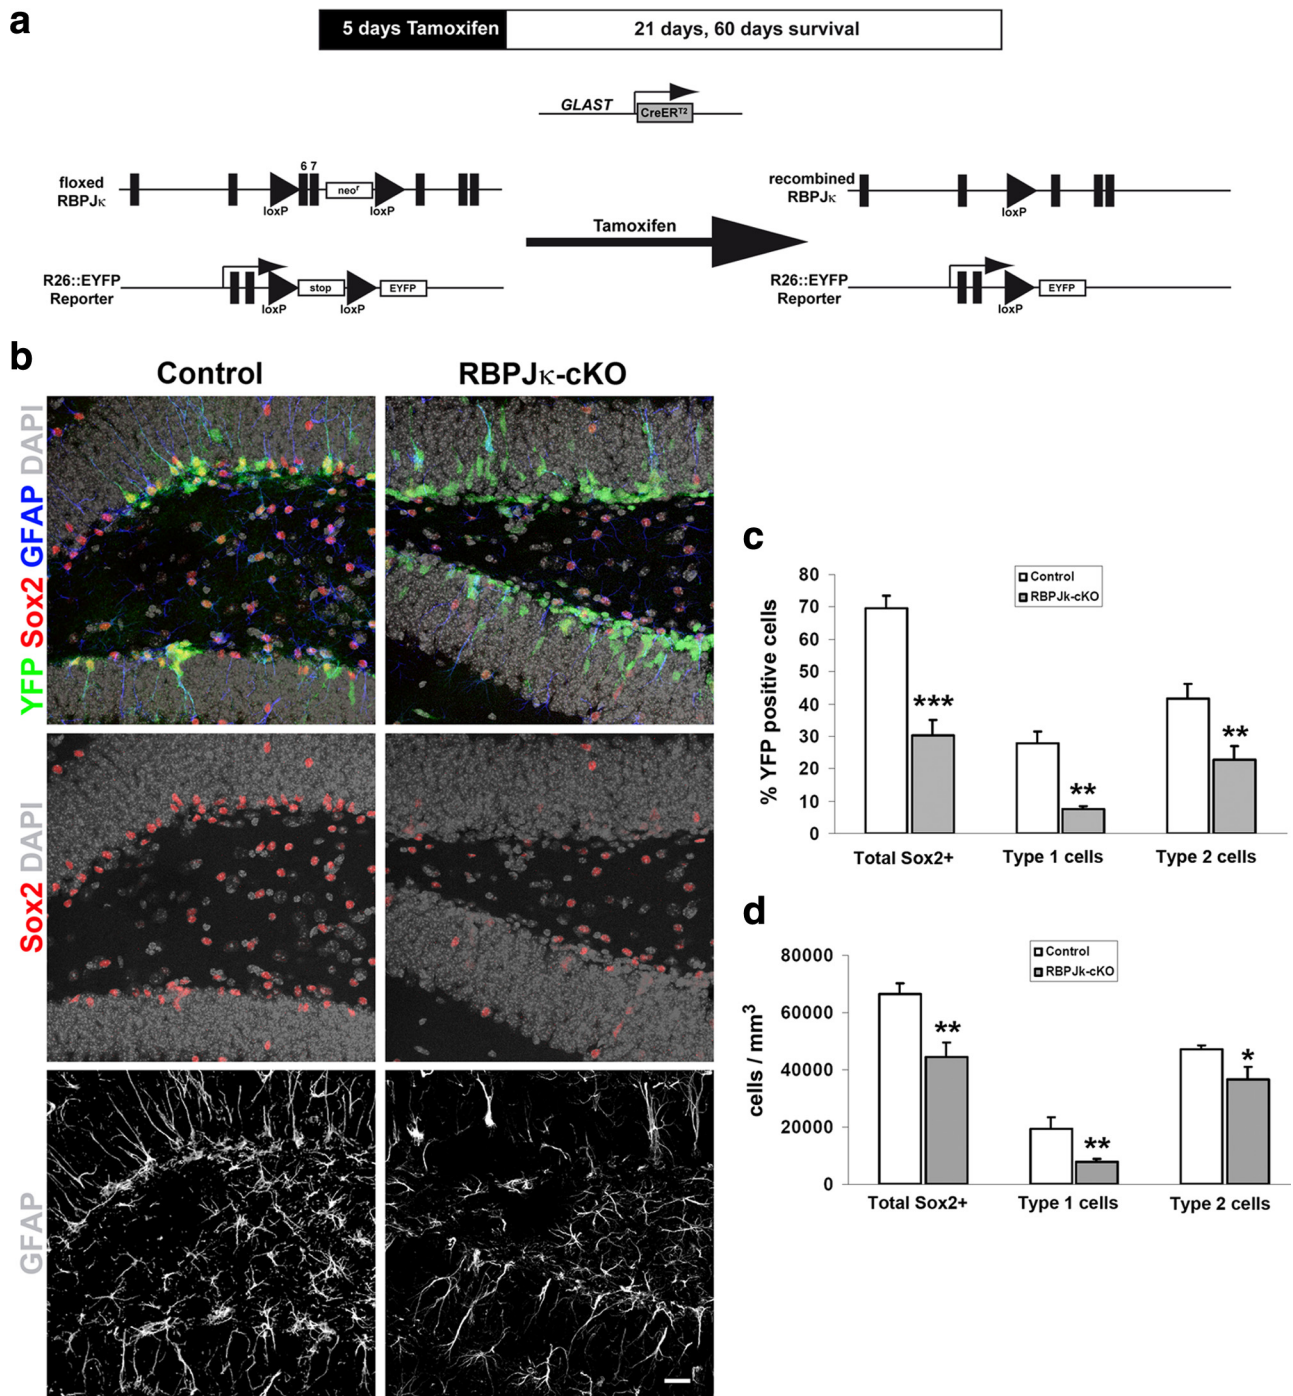 a
5 days Tamoxifen
21 days, 60 days survival
GLAST
CreERT2
floxed
RBPJκ
6 7
neor
loxP
loxP
recombined
RBPJκ
loxP
Tamoxifen
R26::EYFP
Reporter
stop
EYFP
loxP
loxP
R26::EYFP
Reporter
EYFP
loxP
b
Control
RBPJκ-cKO
YFP Sox2 GFAP DAPI
Sox2 DAPI
GFAP
c
% YFP positive cells
80
70
60
50
40
30
20
10
0
Control
RBPJk-cKO
***
**
**
Total Sox2+
Type 1 cells
Type 2 cells
d
cells / mm3
80000
60000
40000
20000
0
Control
RBPJk-cKO
**
**
*
Total Sox2+
Type 1 cells
Type 2 cells